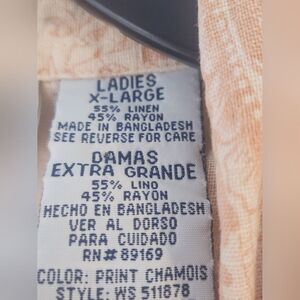 LADIES
X-LARGE
55% LINEN
45% RAYON
MADE IN BANGLADESH
SEE REVERSE FOR CARE
DAMAS
EXTRA GRANDE
55% LINO
45% RAYON
HECHO EN BANGLADESH
VER AL DORSO
PARA CUIDADO
RN# 89169
COLOR: PRINT CHAMOIS
STYLE: WS 511878